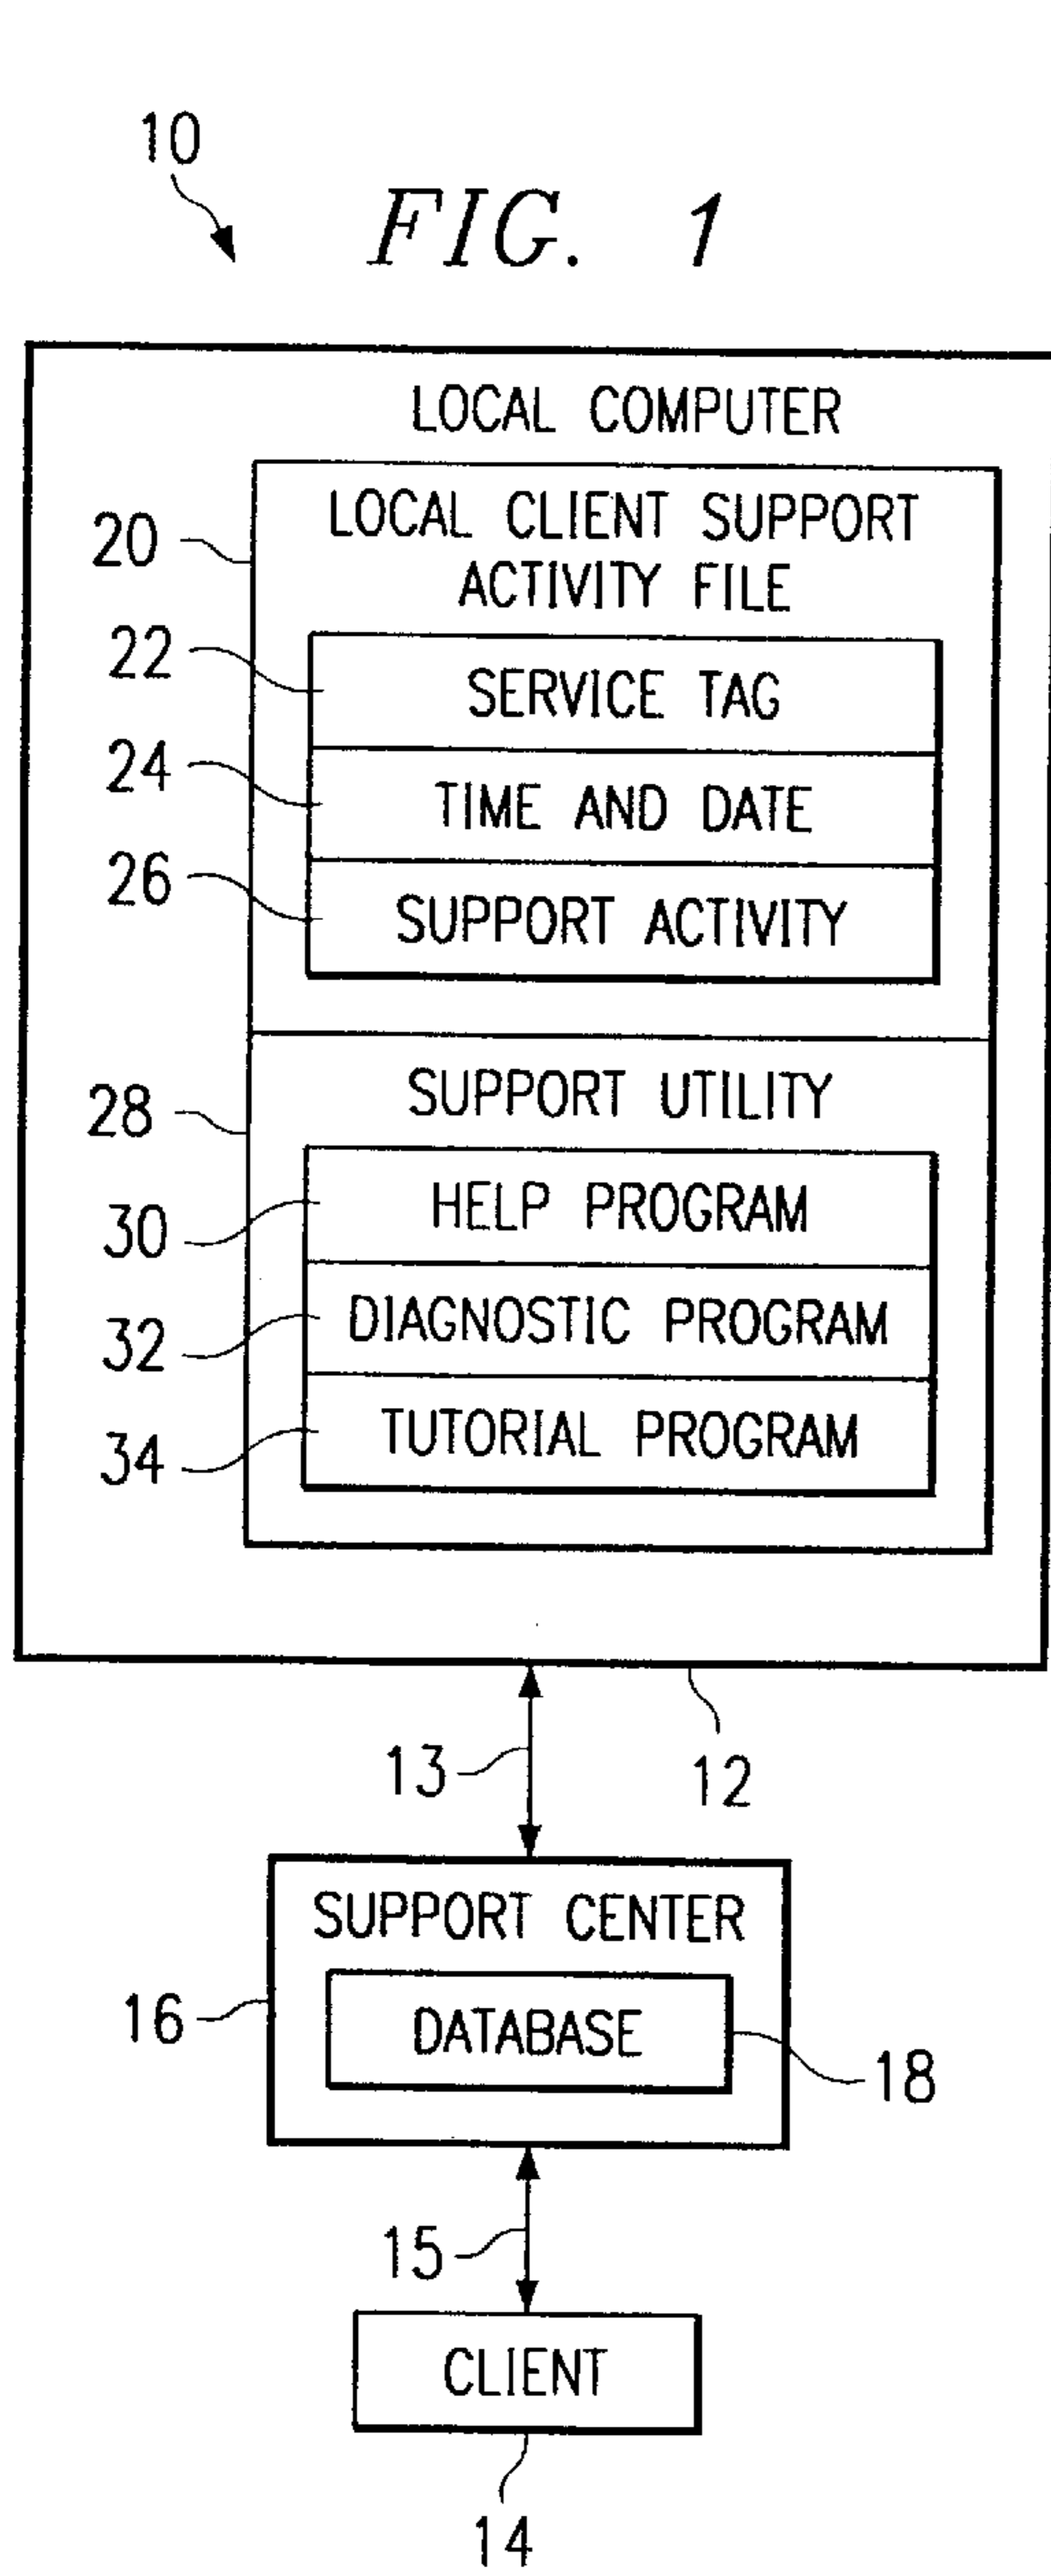 10
FIG. 1
LOCAL COMPUTER
20
LOCAL CLIENT SUPPORT
ACTIVITY FILE
22
SERVICE TAG
24
TIME AND DATE
26
SUPPORT ACTIVITY
28
SUPPORT UTILITY
30
HELP PROGRAM
32
DIAGNOSTIC PROGRAM
34
TUTORIAL PROGRAM
13
12
SUPPORT CENTER
16
DATABASE
18
15
CLIENT
14